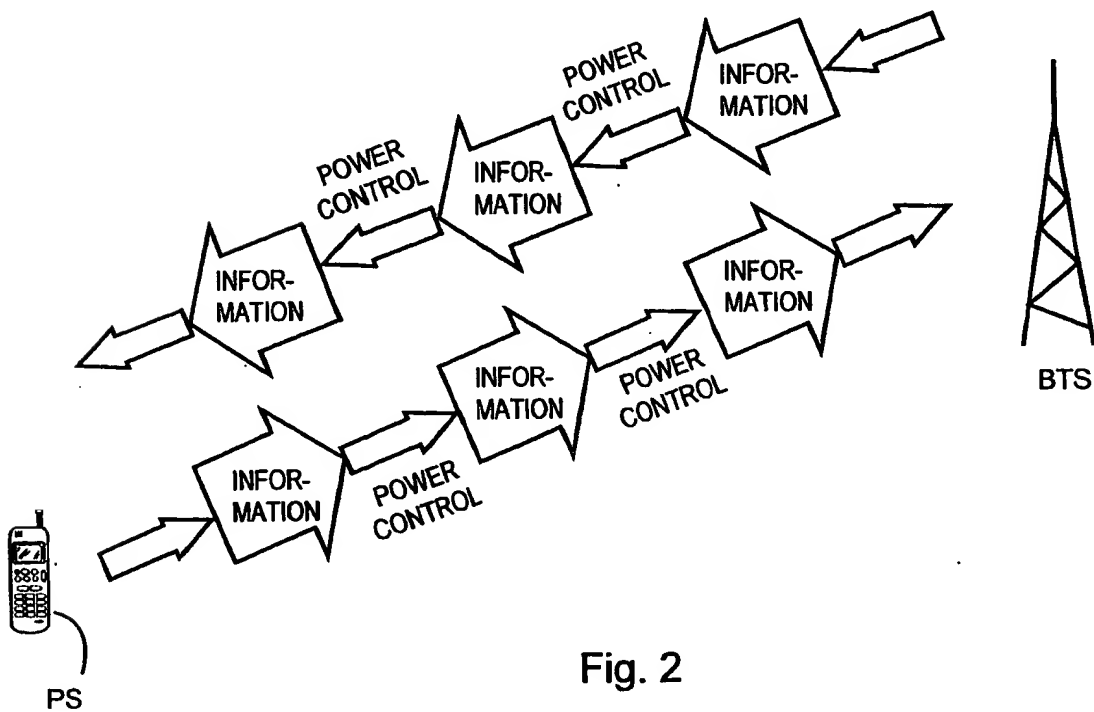 INFOR-
MATION
POWER
CONTROL
INFOR-
MATION
POWER
CONTROL
INFOR-
MATION
INFOR-
MATION
POWER
CONTROL
INFOR-
MATION
POWER
CONTROL
INFOR-
MATION
BTS
PS
Fig. 2